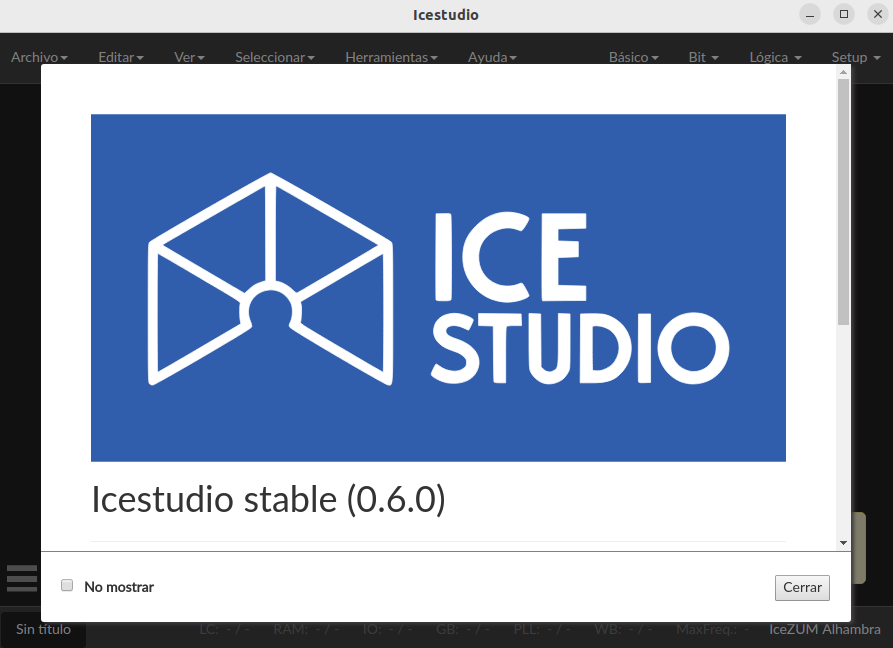 Icestudio
Archivo Editar Ver Seleccionar Herramientas Ayuda Básico Bit Lógica Setup
ICE
STUDIO
Icestudio stable (0.6.0)
No mostrar
Cerrar
Sin título LC: - / - RAM: - / - IO: - / - GB: - / - PLL: - / - WB: - / - MaxFreq.: - IceZUM Alhambra